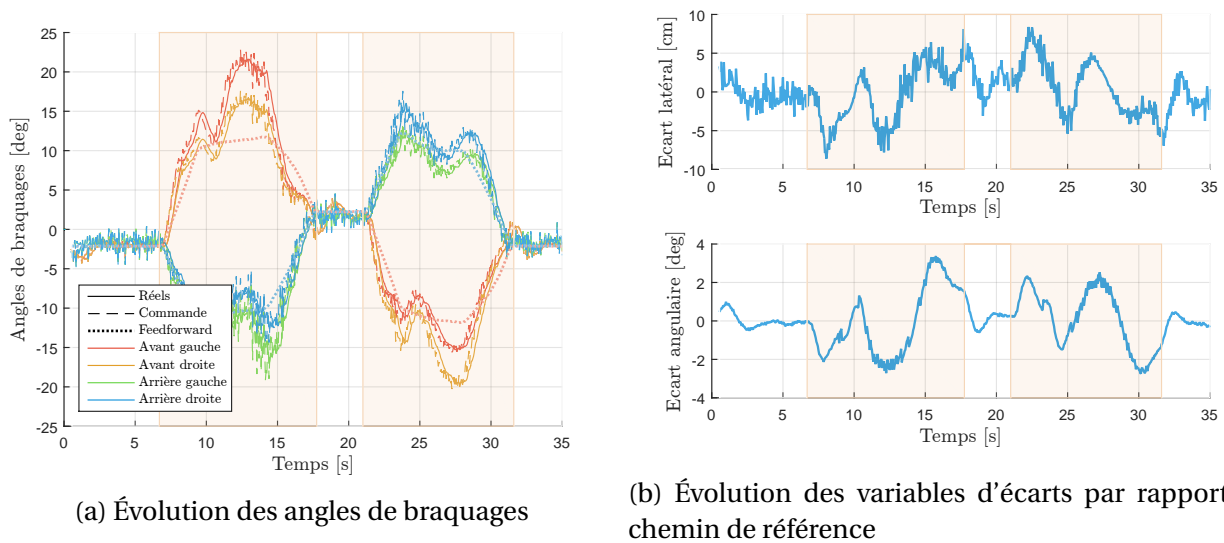 25
20
15
10
5
0
-5
-10
-15
-20
-25
Angles de braquages [deg]
Réels
Commande
Feedforward
Avant gauche
Avant droite
Arrière gauche
Arrière droite
0 5 10 15 20 25 30 35
Temps [s]
(a) Évolution des angles de braquages
10
5
0
-5
10
Ecart latéral [cm]
0 5 10 15 20 25 30 35
Temps [s]
4
2
0
-2
-4
Ecart angulaire [deg]
0 5 10 15 20 25 30 35
Temps [s]
(b) Évolution des variables d'écarts par rapport
chemin de référence